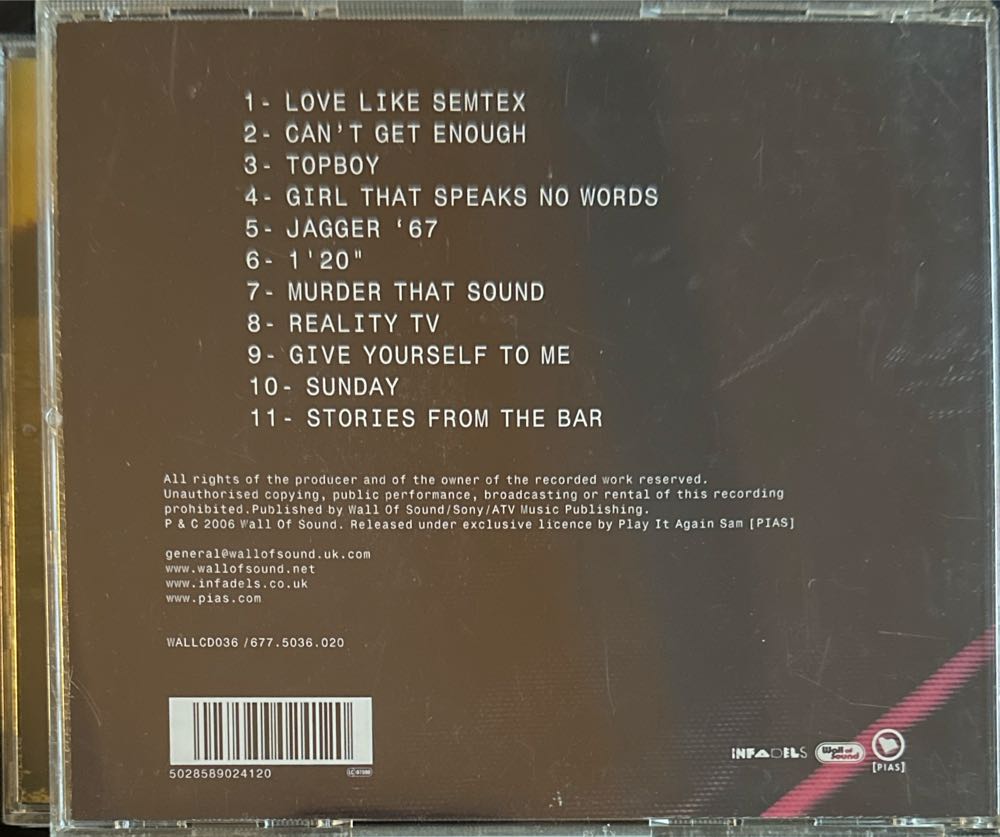 1- LOVE LIKE SEMTEX
2- CAN'T GET ENOUGH
3- TOPBOY
4- GIRL THAT SPEAKS NO WORDS
5- JAGGER '67
6- 1'20"
7- MURDER THAT SOUND
8- REALITY TV
9- GIVE YOURSELF TO ME
10- SUNDAY
11- STORIES FROM THE BAR
All rights of the producer and of the owner of the recorded work reserved.
Unauthorised copying, public performance, broadcasting or rental of this recording
prohibited.Published by Wall Of Sound/Sony/ATV Music Publishing.
P & C 2006 Wall Of Sound. Released under exclusive licence by Play It Again Sam [PIAS]
general@wallofsound.uk.com
www.wallofsound.net
www.infadels.co.uk
www.pias.com
WALLCD036 /677.5036.020
5028589024120
INFADELS
Wall of Sound
[PIAS]